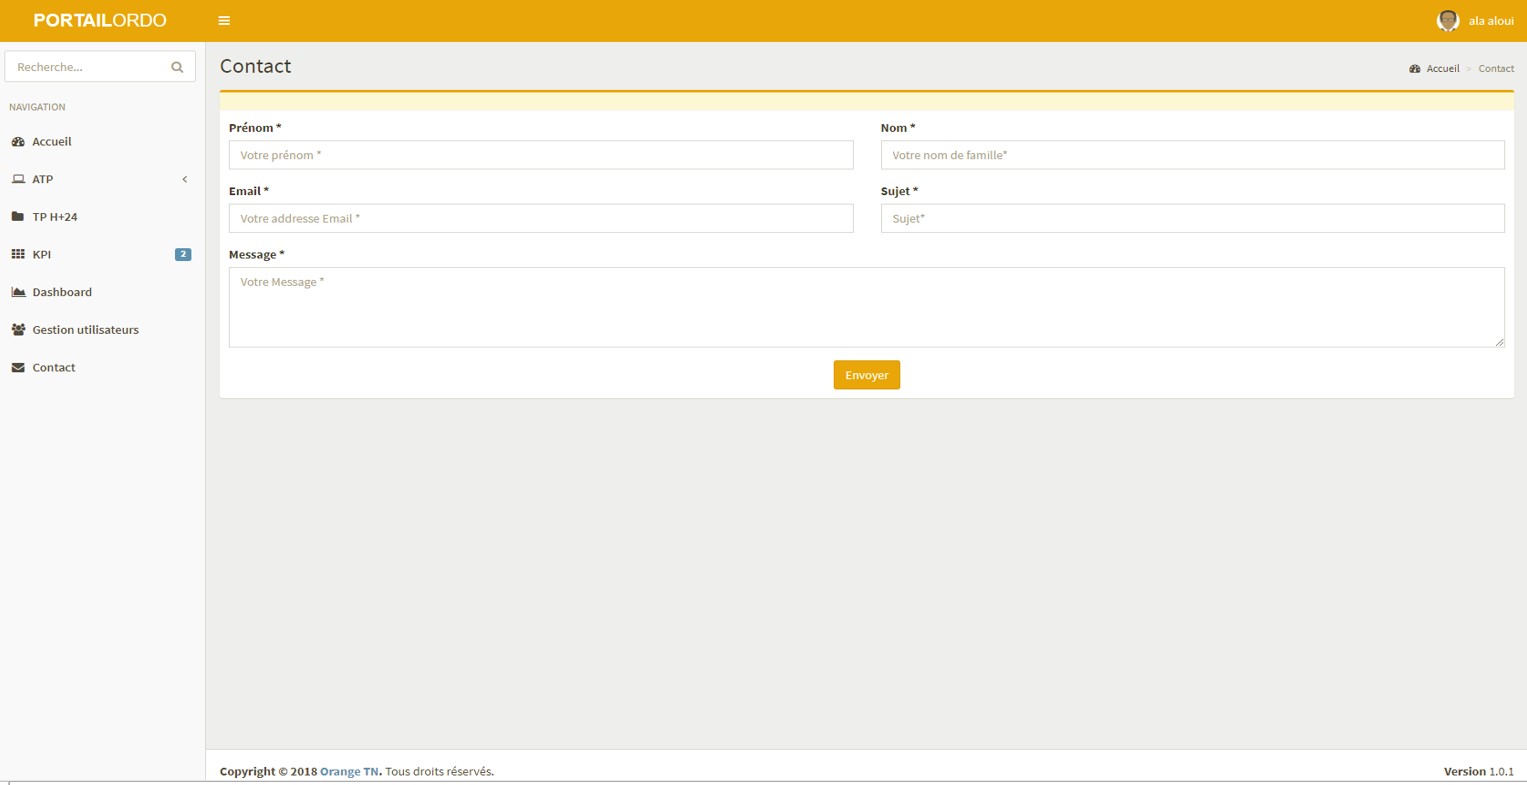 PORTAILORDO
ala aloui
Recherche...
NAVIGATION
Accueil
ATP
TP H+24
KPI 2
Dashboard
Gestion utilisateurs
Contact
Contact
Accueil > Contact
Prénom * Nom *
Votre prénom * Votre nom de famille*
Email * Sujet *
Votre addresse Email * Sujet*
Message *
Votre Message *
Envoyer
Copyright © 2018 Orange TN. Tous droits réservés. Version 1.0.1